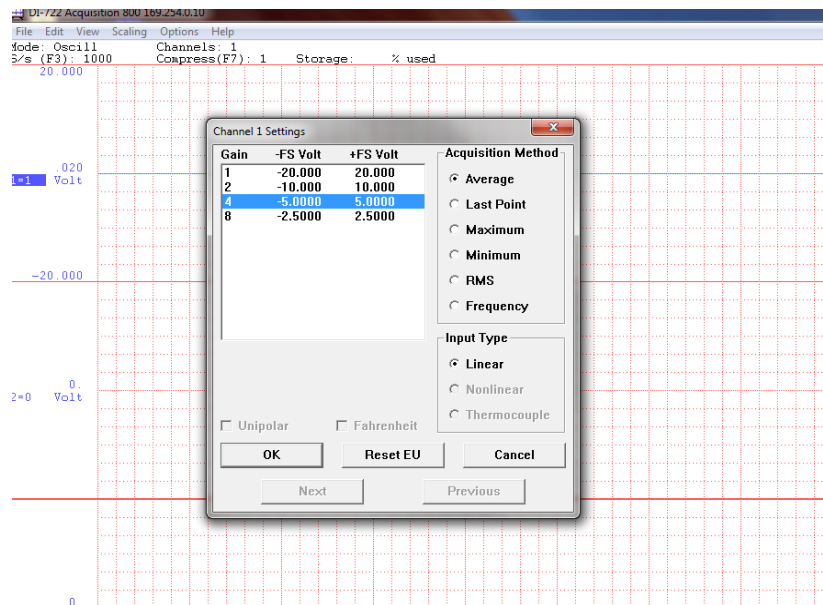 DI-722 Acquisition 800 169.254.0.10
File Edit View Scaling Options Help
Mode: Oscill Channels: 1
S/s (F3): 1000 Compress(F7): 1 Storage: % used
20.000
.020
1=1 Volt
-20.000
0.
2=0 Volt
0
Channel 1 Settings
Gain -FS Volt +FS Volt
1 -20.000 20.000
2 -10.000 10.000
4 -5.0000 5.0000
8 -2.5000 2.5000
Acquisition Method
Average
Last Point
Maximum
Minimum
RMS
Frequency
Input Type
Linear
Nonlinear
Thermocouple
Unipolar Fahrenheit
OK Reset EU Cancel
Next Previous